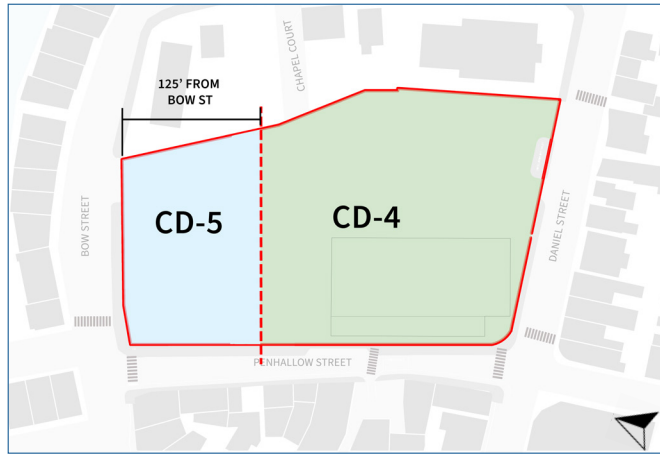 125' FROM
BOW ST
CHAPEL COURT
CD-5
CD-4
BOW STREET
DANIEL STREET
PENHALLOW STREET